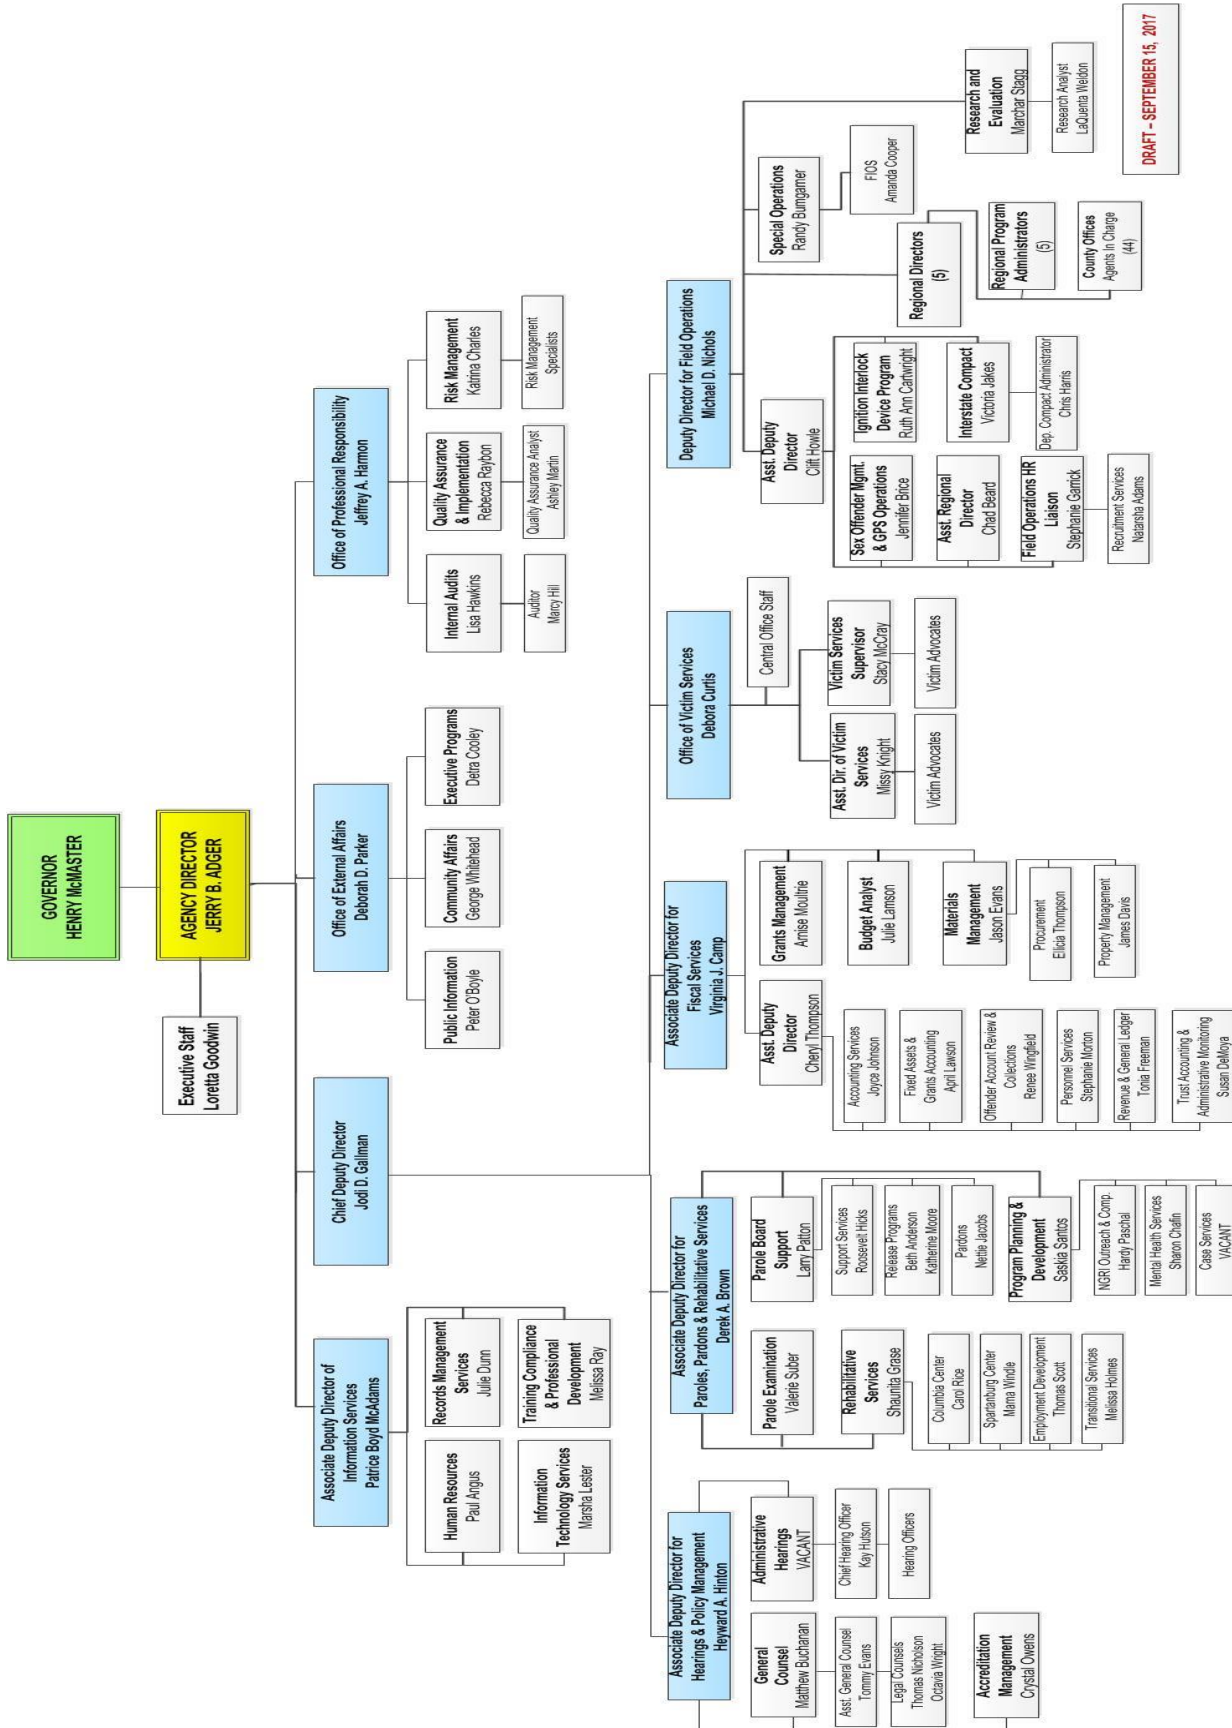 GOVERNOR
HENRY McMASTER
AGENCY DIRECTOR
JERRY B. ADGER
Executive Staff
Loretta Goodwin
Associate Deputy Director of
Information Services
Patrice Boyd McAdams
Human Resources
Paul Angus
Records Management
Services
Julie Dunn
Information
Technology Services
Marsha Lester
Training Compliance
& Professional
Development
Melissa Ray
Chief Deputy Director
Jodi D. Gallman
Office of External Affairs
Deborah D. Parker
Public Information
Peter O'Boyle
Community Affairs
George Whitehead
Executive Programs
Detra Cooley
Office of Professional Responsibility
Jeffrey A. Harmon
Internal Audits
Lisa Hawkins
Auditor
Marcy Hill
Quality Assurance
& Implementation
Rebecca Raybon
Quality Assurance Analyst
Ashley Martin
Risk Management
Katrina Charles
Risk Management
Specialists
Associate Deputy Director for
Hearings & Policy Management
Heyward A. Hinton
General
Counsel
Matthew Buchanan
Asst. General Counsel
Tommy Evans
Legal Counsels
Thomas Nicholson
Octavia Wright
Accreditation
Management
Crystal Owens
Administrative
Hearings
VACANT
Chief Hearing Officer
Kay Hutson
Hearing Officers
Associate Deputy Director for
Paroles, Pardons & Rehabilitative Services
Derek A. Brown
Parole Examination
Valerie Suber
Rehabilitative
Services
Shaunita Grase
Columbia Center
Carol Rice
Spartanburg Center
Marna Windle
Employment Development
Thomas Scott
Transitional Services
Melissa Holmes
Parole Board
Support
Larry Patton
Support Services
Roosevelt Hicks
Release Programs
Beth Anderson
Katherine Moore
Pardons
Nettie Jacobs
Program Planning &
Development
Saskia Santos
NGRI Outreach & Comp.
Hardy Paschal
Mental Health Services
Sharon Chafin
Case Services
VACANT
Associate Deputy Director for
Fiscal Services
Virginia J. Camp
Asst. Deputy
Director
Cheryl Thompson
Accounting Services
Joyce Johnson
Fixed Assets &
Grants Accounting
April Lawson
Offender Account Review &
Collections
Renee Wingfield
Personnel Services
Stephanie Morton
Revenue & General Ledger
Tonia Freeman
Trust Accounting &
Administrative Monitoring
Susan DeMoya
Grants Management
Arnise Moultrie
Budget Analyst
Julie Lamson
Materials
Management
Jason Evans
Procurement
Ellicia Thompson
Property Management
James Davis
Office of Victim Services
Debora Curtis
Central Office Staff
Asst. Dir. of Victim
Services
Missy Knight
Victim Advocates
Victim Services
Supervisor
Stacy McCray
Victim Advocates
Deputy Director for Field Operations
Michael D. Nichols
Asst. Deputy
Director
Clift Howle
Sex Offender Mgmt.
& GPS Operations
Jennifer Brice
Asst. Regional
Director
Chad Beard
Field Operations HR
Liaison
Stephanie Garrick
Recruitment Services
Natarsha Adams
Ignition Interlock
Device Program
Ruth Ann Cartwright
Interstate Compact
Victoria Jakes
Dep. Compact Administrator
Chris Harris
Regional Directors
(5)
Regional Program
Administrators
(5)
County Offices
Agents In Charge
(44)
Special Operations
Randy Bumgarner
FIOS
Amanda Cooper
Research and
Evaluation
Marchar Stagg
Research Analyst
LaQuenta Weldon
DRAFT – SEPTEMBER 15, 2017